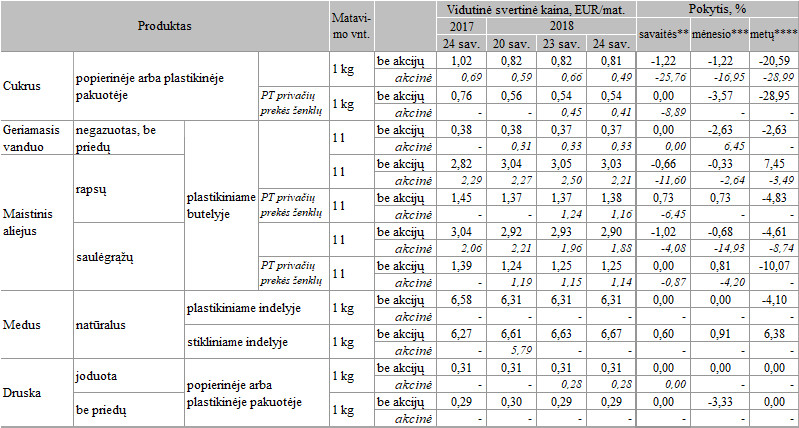 Produktas Matavi- Vidutinė svertinė kaina, EUR/mat. Pokytis, %
mo vnt. 2017 2018 savaitės** mėnesio*** metų****
24 sav. 20 sav. 23 sav. 24 sav.
Cukrus popierinėje arba plastikinėje pakuotėje 1 kg be akcijų 1,02 0,82 0,82 0,81 -1,22 -1,22 -20,59
akcinė 0,69 0,59 0,66 0,49 -25,76 -16,95 -28,99
PT privačių prekės ženklų 1 kg be akcijų 0,76 0,56 0,54 0,54 0,00 -3,57 -28,95
akcinė - - 0,45 0,41 -8,89 - -
Geriamasis vanduo negazuotas, be priedų plastikiniame butelyje 1 l be akcijų 0,38 0,38 0,37 0,37 0,00 -2,63 -2,63
akcinė - 0,31 0,33 0,33 0,00 6,45 -
Maistinis aliejus rapsų 1 l be akcijų 2,82 3,04 3,05 3,03 -0,66 -0,33 7,45
akcinė 2,29 2,27 2,50 2,21 -11,60 -2,64 -3,49
PT privačių prekės ženklų 1 l be akcijų 1,45 1,37 1,37 1,38 0,73 0,73 -4,83
akcinė - - 1,24 1,16 -6,45 - -
saulėgrąžų 1 l be akcijų 3,04 2,92 2,93 2,90 -1,02 -0,68 -4,61
akcinė 2,06 2,21 1,96 1,88 -4,08 -14,93 -8,74
PT privačių prekės ženklų 1 l be akcijų 1,39 1,24 1,25 1,25 0,00 0,81 -10,07
akcinė - 1,19 1,15 1,14 -0,87 -4,20 -
Medus natūralus plastikiniame indelyje 1 kg be akcijų 6,58 6,31 6,31 6,31 0,00 0,00 -4,10
akcinė - - - - - - -
stikliniame indelyje 1 kg be akcijų 6,27 6,61 6,63 6,67 0,60 0,91 6,38
akcinė - 5,79 - - - - -
Druska joduota popierinėje arba plastikinėje pakuotėje 1 kg be akcijų 0,31 0,31 0,31 0,31 0,00 0,00 0,00
akcinė - - 0,28 0,28 0,00 - -
be priedų 1 kg be akcijų 0,29 0,30 0,29 0,29 0,00 -3,33 0,00
akcinė - - - - - - -